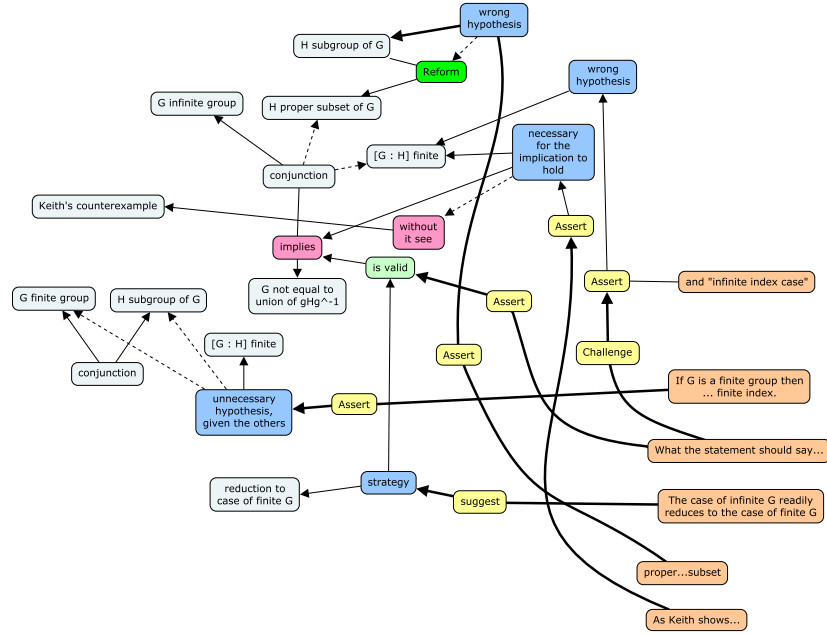 wrong
hypothesis
H subgroup of G
Reform
wrong
hypothesis
G infinite group
H proper subset of G
necessary
for the
implication to
hold
[G : H] finite
conjunction
Keith's counterexample
without
it see
Assert
implies
is valid
Assert
and "infinite index case"
G not equal to
union of gHg^-1
Assert
G finite group
H subgroup of G
[G : H] finite
Assert
Challenge
conjunction
If G is a finite group then
... finite index.
unnecessary
hypothesis,
given the others
Assert
What the statement should say...
strategy
reduction to
case of finite G
suggest
The case of infinite G readily
reduces to the case of finite G
proper...subset
As Keith shows...